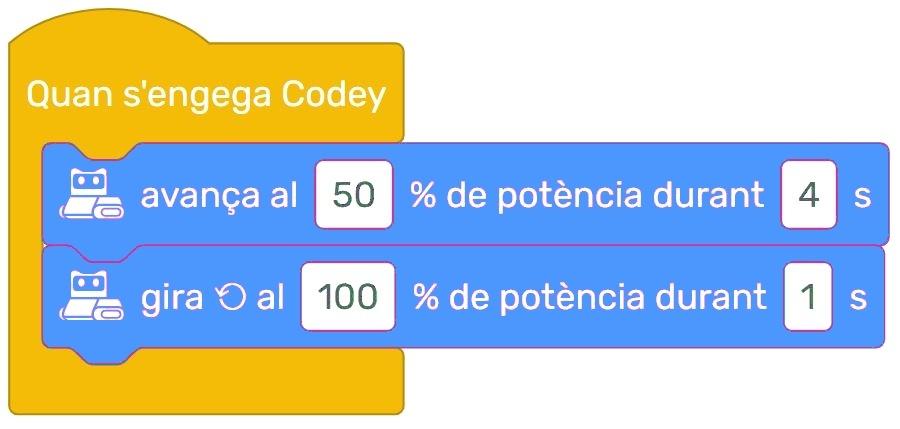 Quan s'engega Codey
avança al 50 % de potència durant 4 s
gira al 100 % de potència durant 1 s